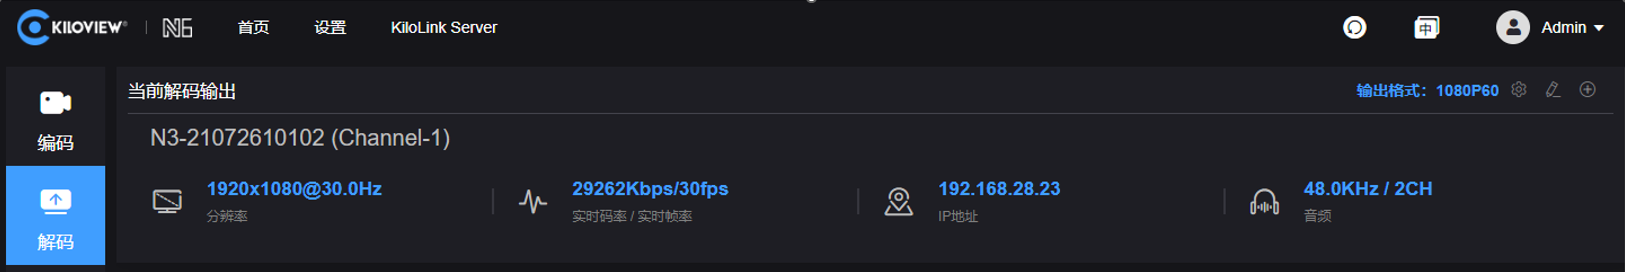 KILOVIEW® | N6 首页 设置 KiloLink Server 中 Admin
编码
解码
当前解码输出 输出格式：1080P60
N3-21072610102 (Channel-1)
1920x1080@30.0Hz 29262Kbps/30fps 192.168.28.23 48.0KHz / 2CH
分辨率 实时码率 / 实时帧率 IP地址 音频